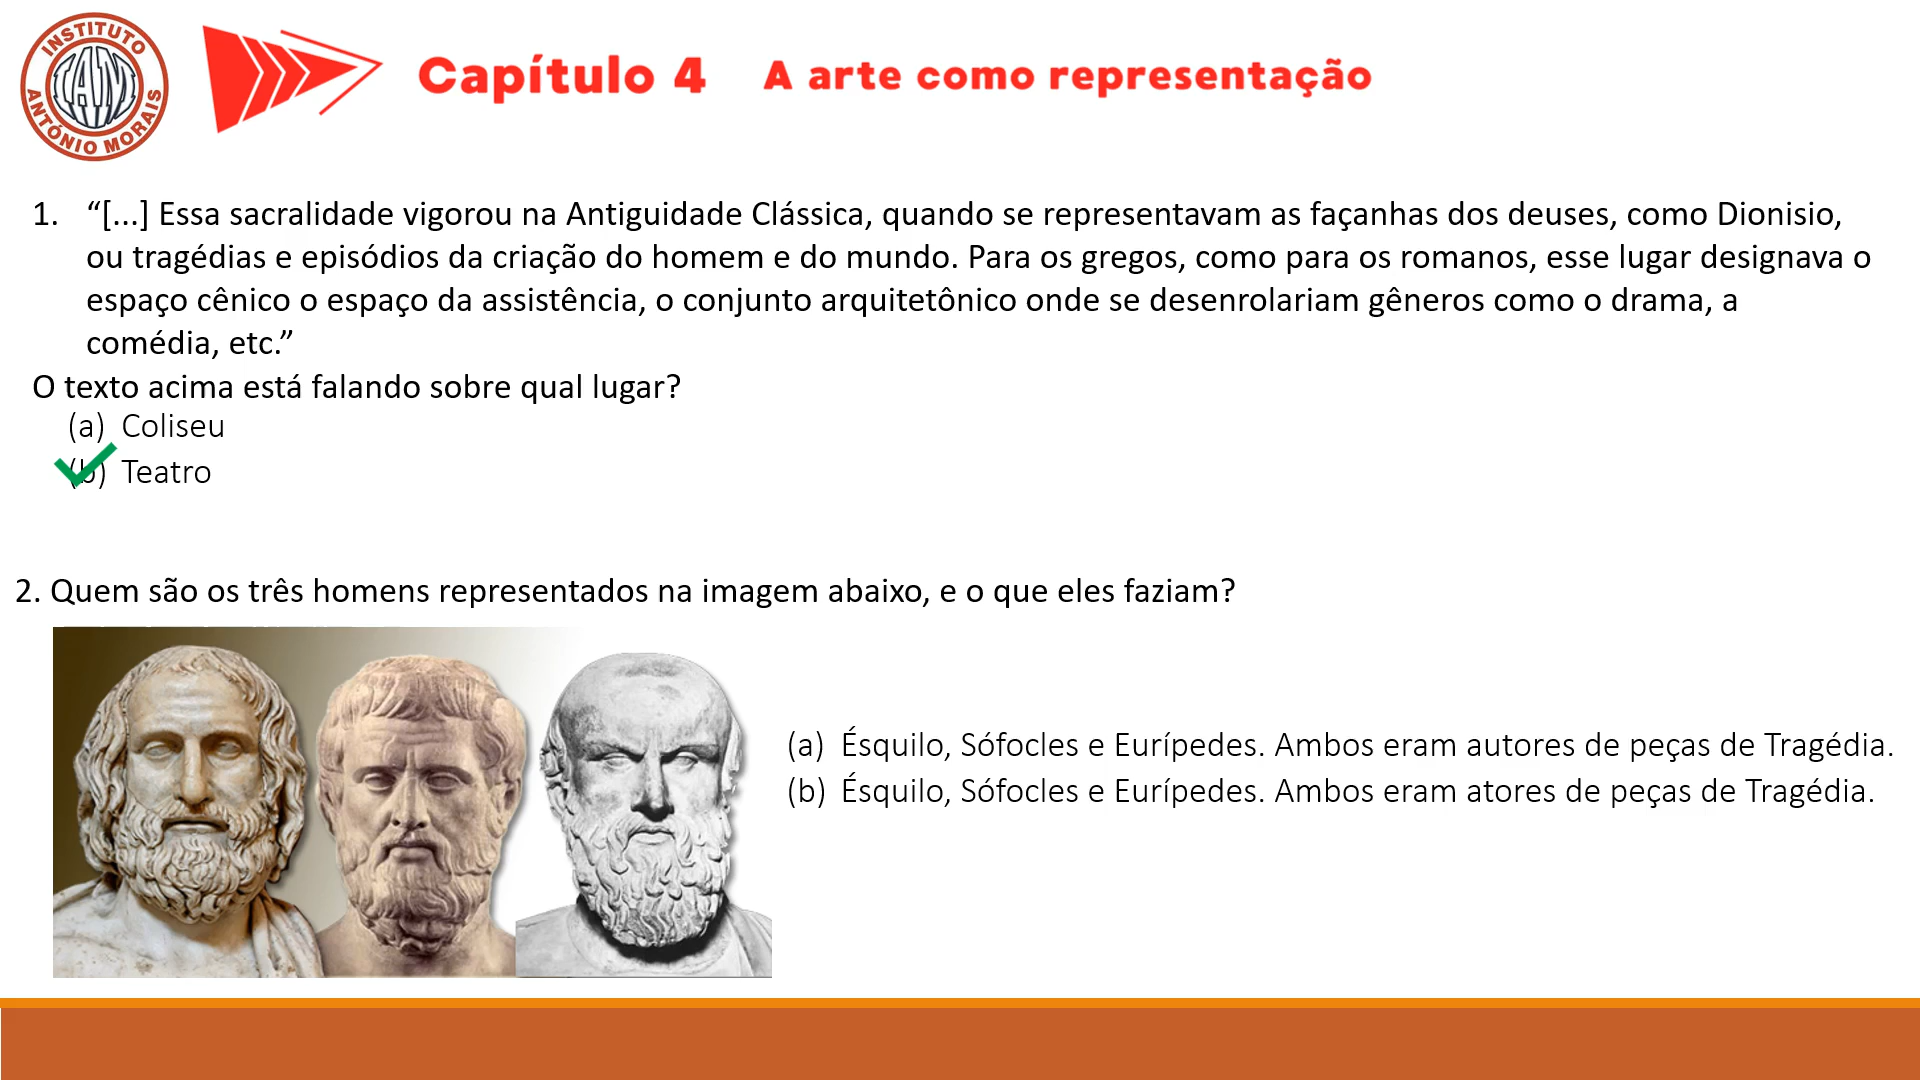 INSTITUTO
IAM
ANTÓNIO MORAIS
Capítulo 4 A arte como representação
1. “[...] Essa sacralidade vigorou na Antiguidade Clássica, quando se representavam as façanhas dos deuses, como Dionisio,
ou tragédias e episódios da criação do homem e do mundo. Para os gregos, como para os romanos, esse lugar designava o
espaço cênico o espaço da assistência, o conjunto arquitetônico onde se desenrolariam gêneros como o drama, a
comédia, etc.”
O texto acima está falando sobre qual lugar?
(a) Coliseu
(b) Teatro
2. Quem são os três homens representados na imagem abaixo, e o que eles faziam?
(a) Ésquilo, Sófocles e Eurípedes. Ambos eram autores de peças de Tragédia.
(b) Ésquilo, Sófocles e Eurípedes. Ambos eram atores de peças de Tragédia.